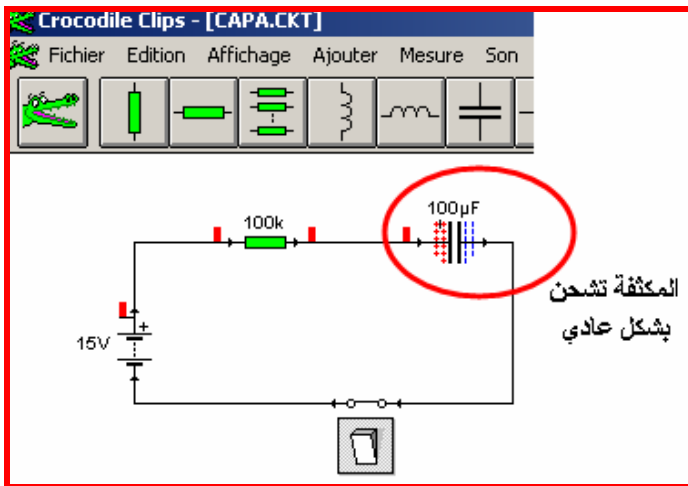 Crocodile Clips - [CAPA.CKT]
Fichier Edition Affichage Ajouter Mesure Son
100k
100µF
15V
+
المكثفة تشحن
بشكل عادي